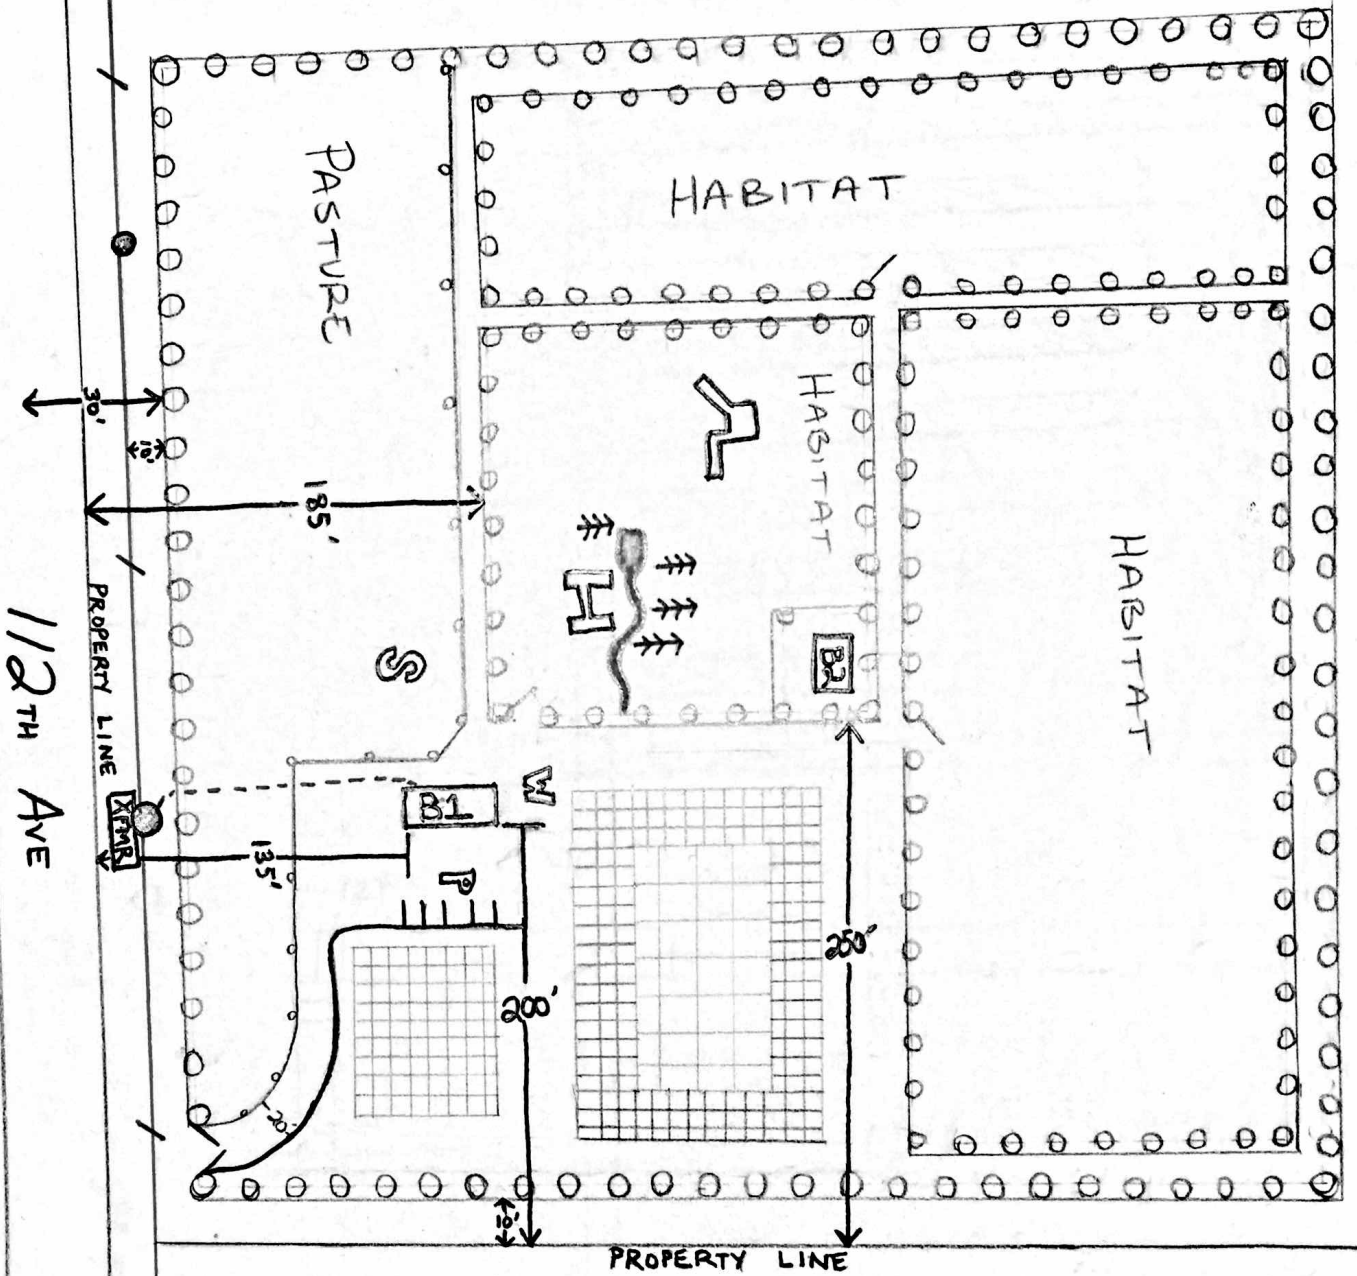 HABITAT
PASTURE
HABITAT
HABITAT
30'
10'
185'
B2
S
PROPERTY LINE
112TH AVE
XFMR
B1
W
135'
P
250'
200'
20'
10'
PROPERTY LINE
H